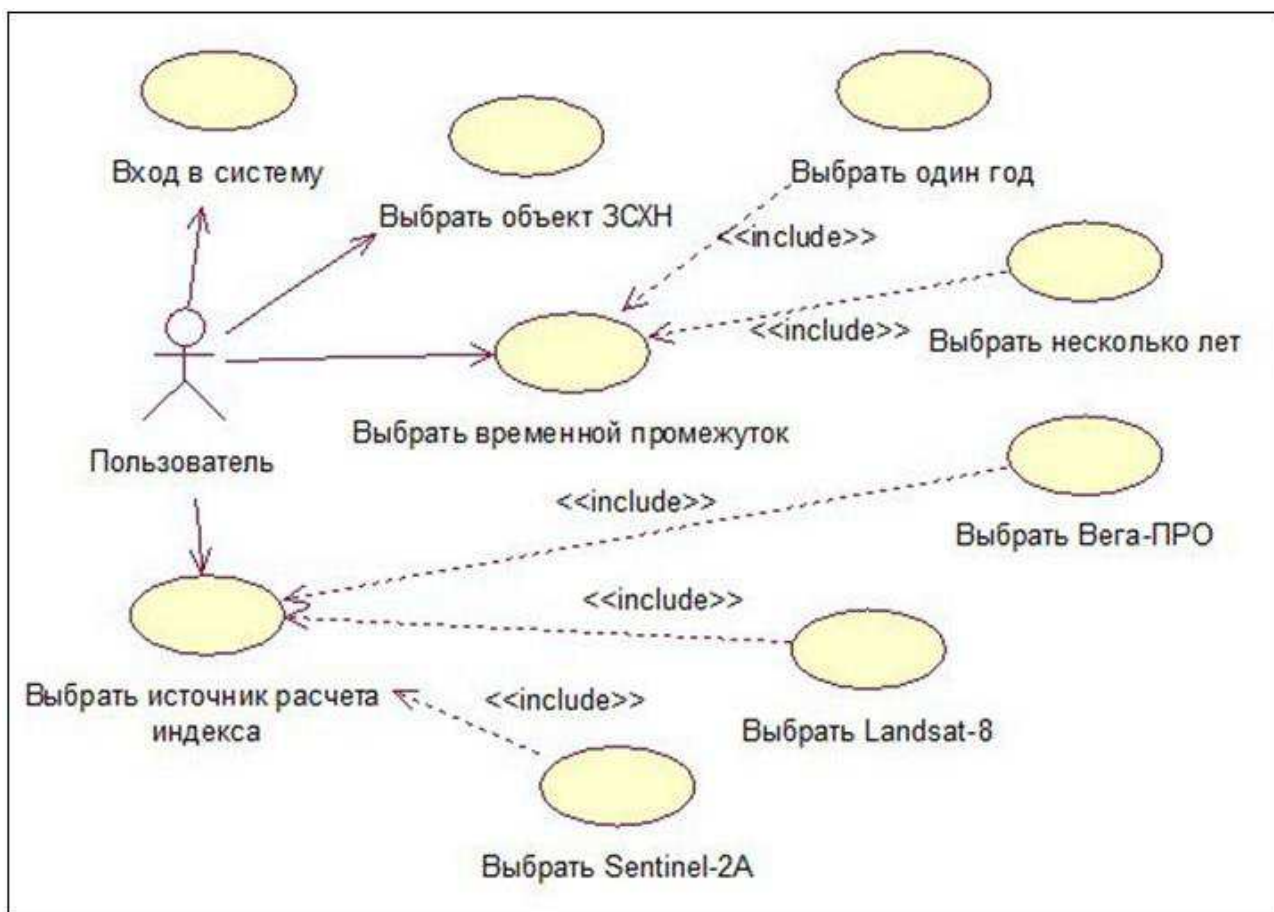 Вход в систему
Выбрать один год
Выбрать объект ЗСХН
<<include>>
<<include>>
Выбрать несколько лет
Выбрать временной промежуток
Пользователь
<<include>>
Выбрать Вега-ПРО
<<include>>
Выбрать источник расчета
индекса
<<include>>
Выбрать Landsat-8
Выбрать Sentinel-2A